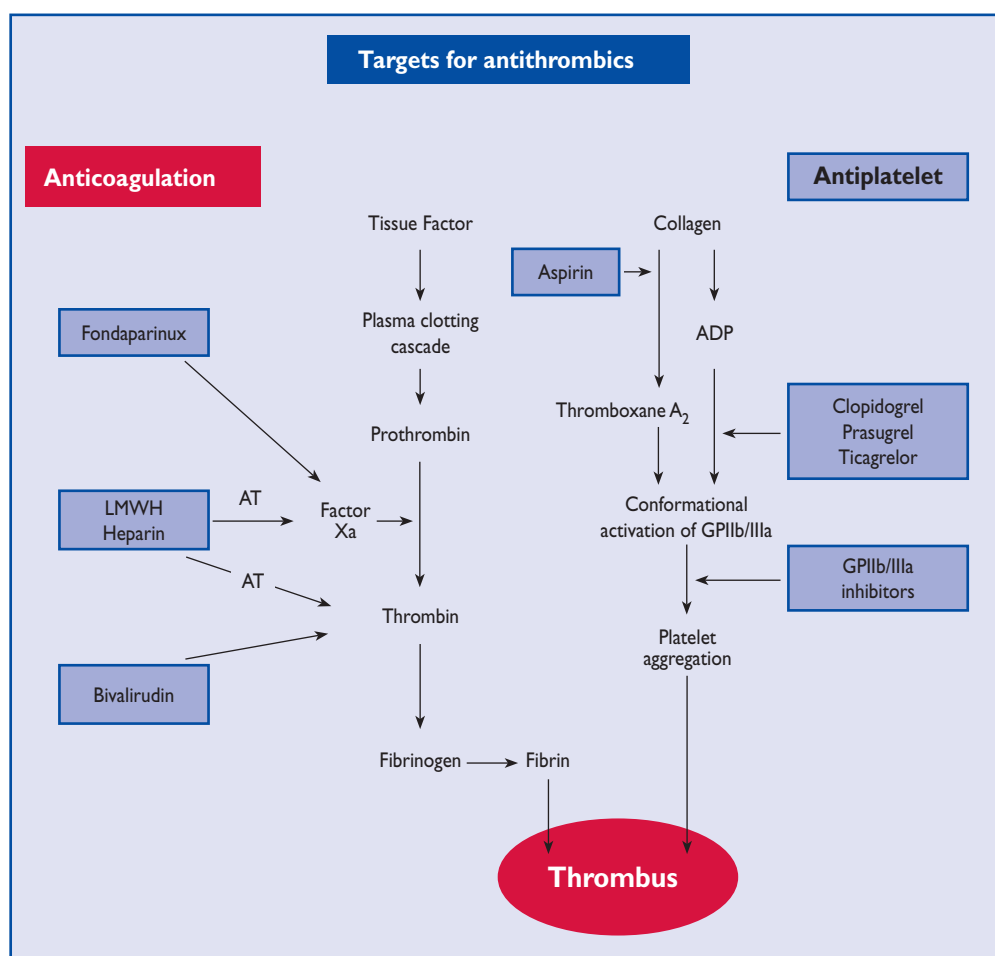 Targets for antithrombics
Anticoagulation
Antiplatelet
Tissue Factor
Collagen
Aspirin
Fondaparinux
Plasma clotting
cascade
ADP
Thromboxane A2
Clopidogrel
Prasugrel
Ticagrelor
Prothrombin
LMWH
Heparin
AT
Factor
Xa
Conformational
activation of GPIIb/IIIa
AT
GPIIb/IIIa
inhibitors
Thrombin
Platelet
aggregation
Bivalirudin
Fibrinogen
Fibrin
Thrombus